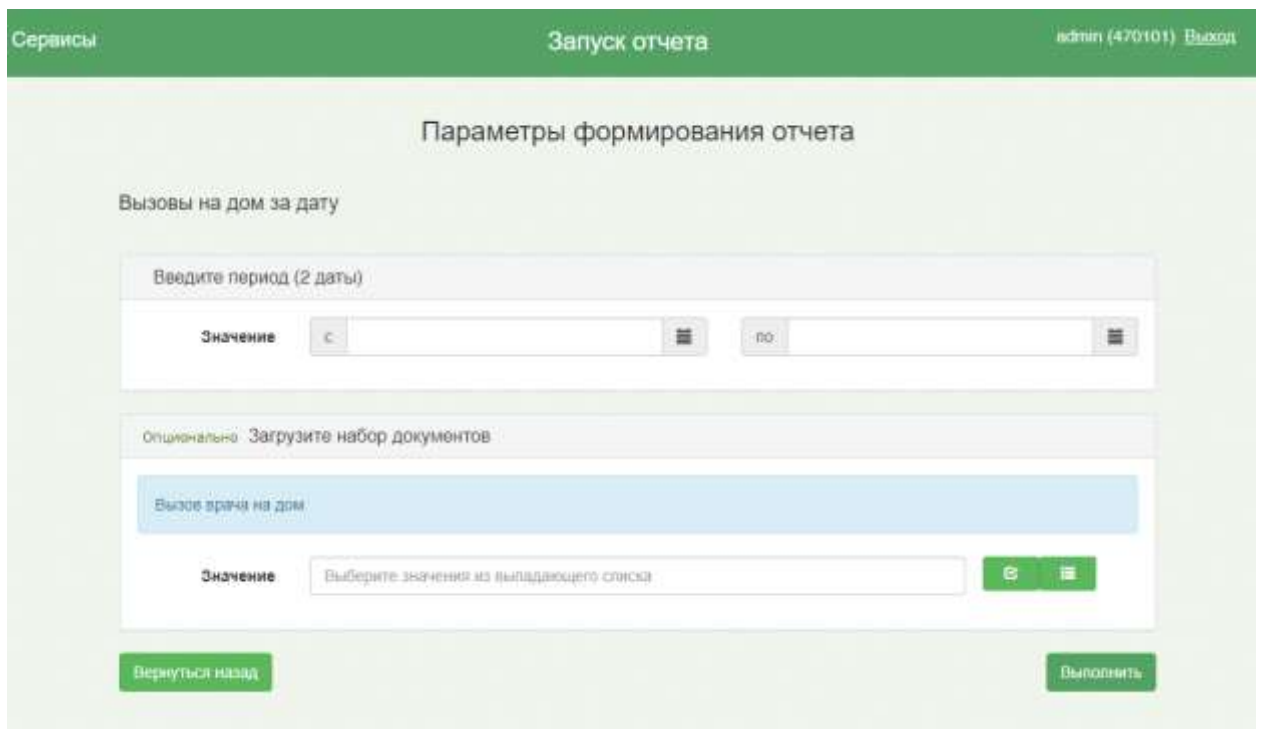 Сервисы Запуск отчета admin (470101) Выход
Параметры формирования отчета
Вызовы на дом за дату
Введите период (2 даты)
Значение с по
Опционально Загрузите набор документов
Вызов врача на дом
Значение Выберите значения из выпадающего списка
Вернуться назад Выполнить